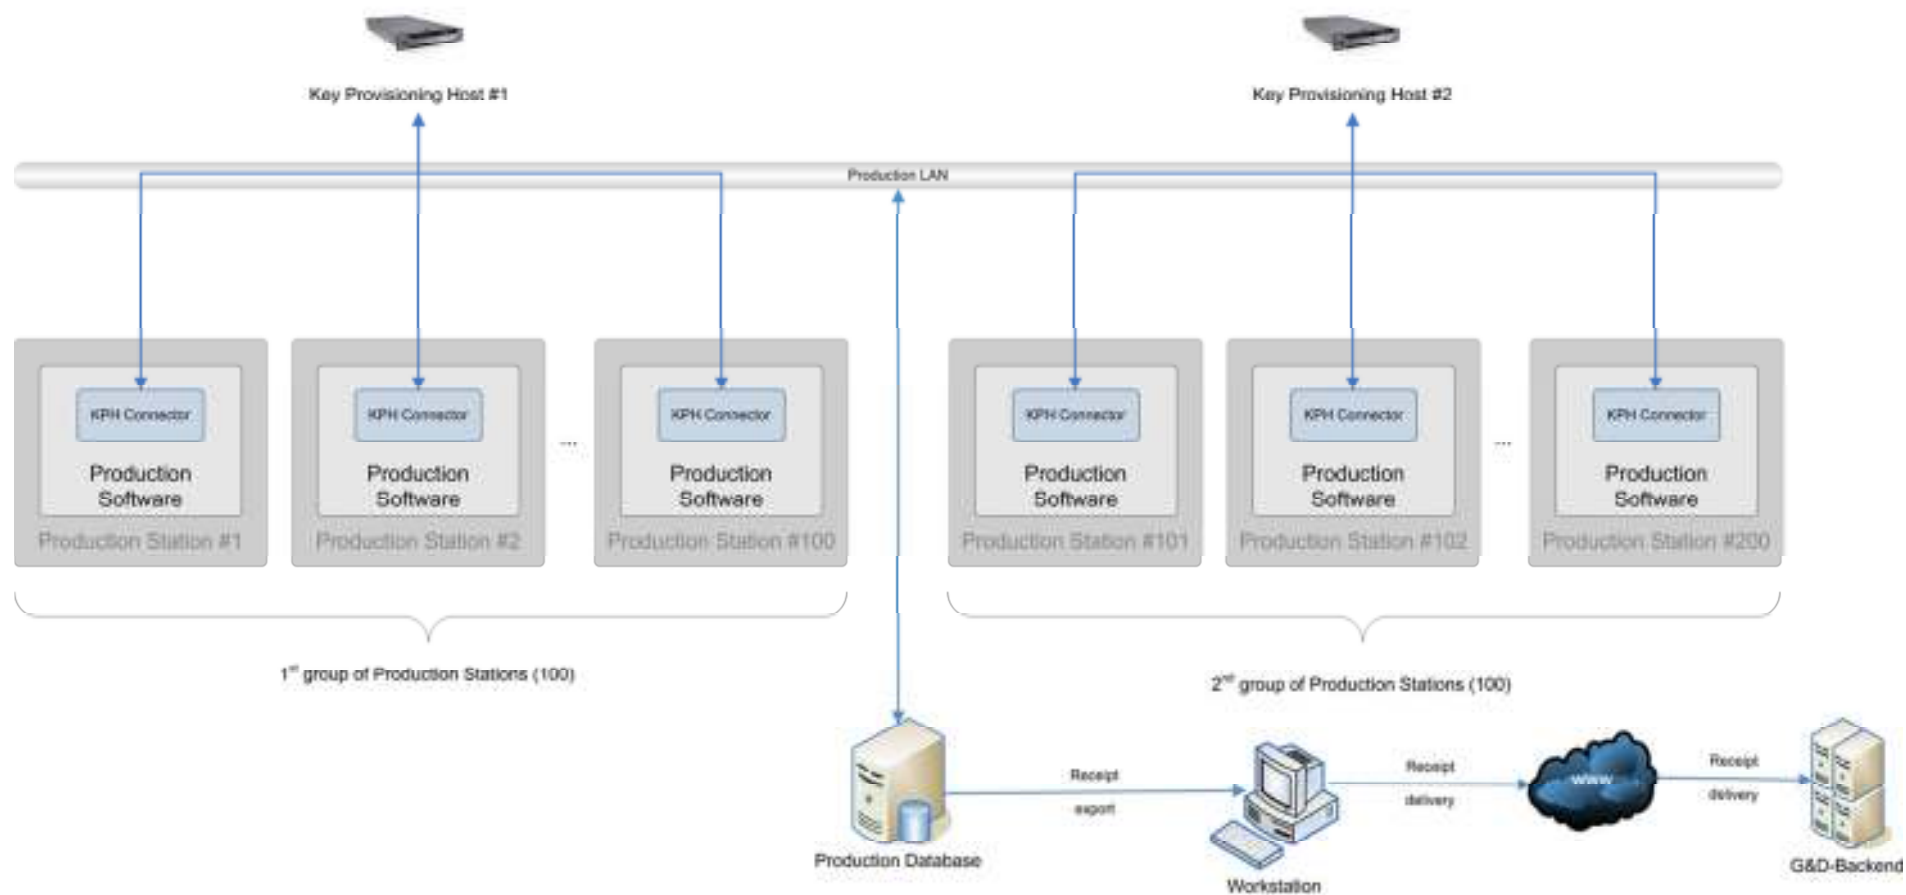 Key Provisioning Host #1
Key Provisioning Host #2
Production LAN
KPH Connector
KPH Connector
KPH Connector
KPH Connector
KPH Connector
KPH Connector
...
...
Production
Software
Production
Software
Production
Software
Production
Software
Production
Software
Production
Software
Production Station #1
Production Station #2
Production Station #100
Production Station #101
Production Station #102
Production Station #200
1st group of Production Stations (100)
2nd group of Production Stations (100)
Receipt
export
Receipt
delivery
www
Receipt
delivery
Production Database
Workstation
G&D-Backend